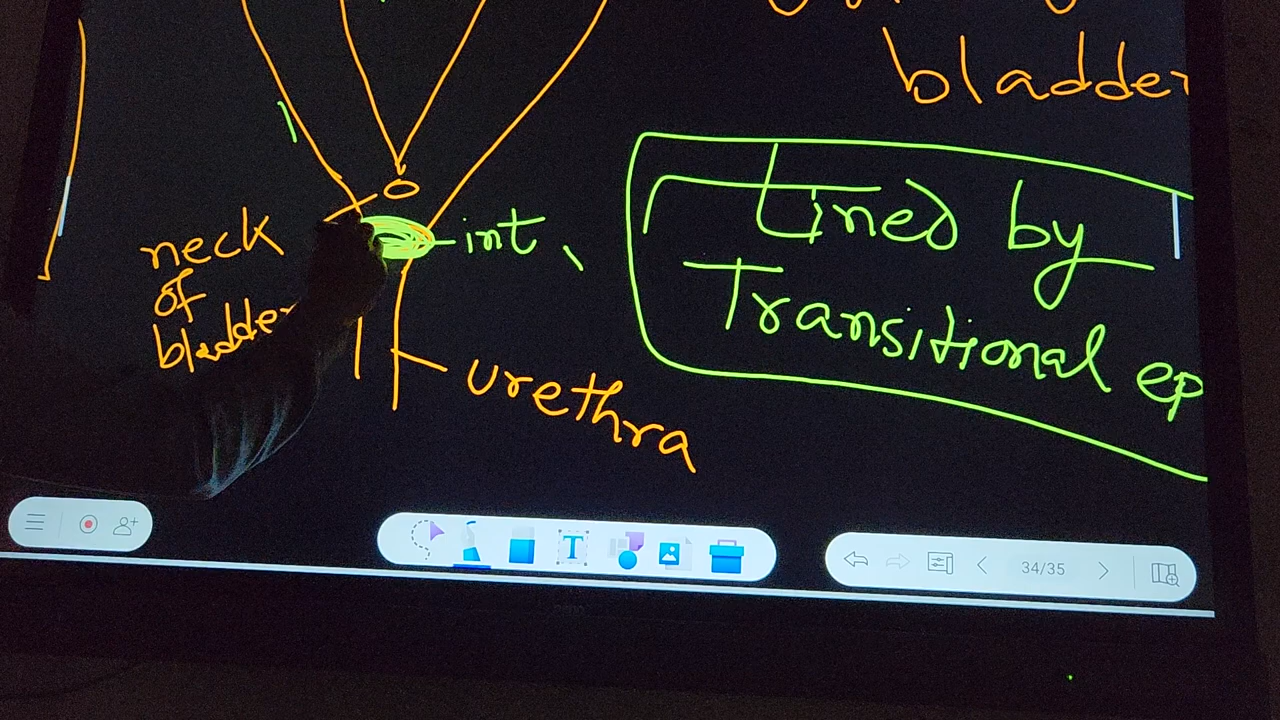 bladder
Lined by
Transitional ep
int
neck
of
bladder
urethra
T
34/35